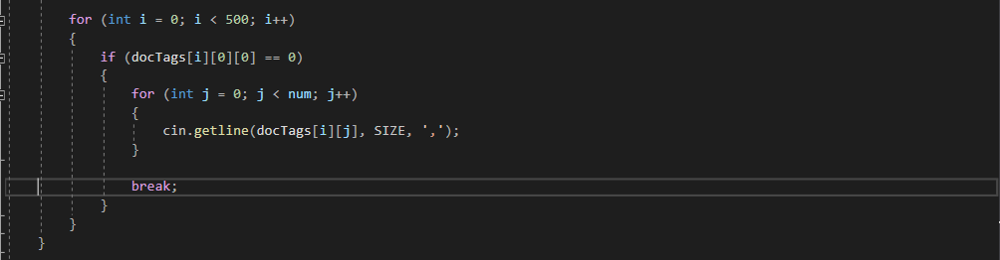 for (int i = 0; i < 500; i++)
{
if (docTags[i][0][0] == 0)
{
for (int j = 0; j < num; j++)
{
cin.getline(docTags[i][j], SIZE, ',');
}
break;
}
}
}